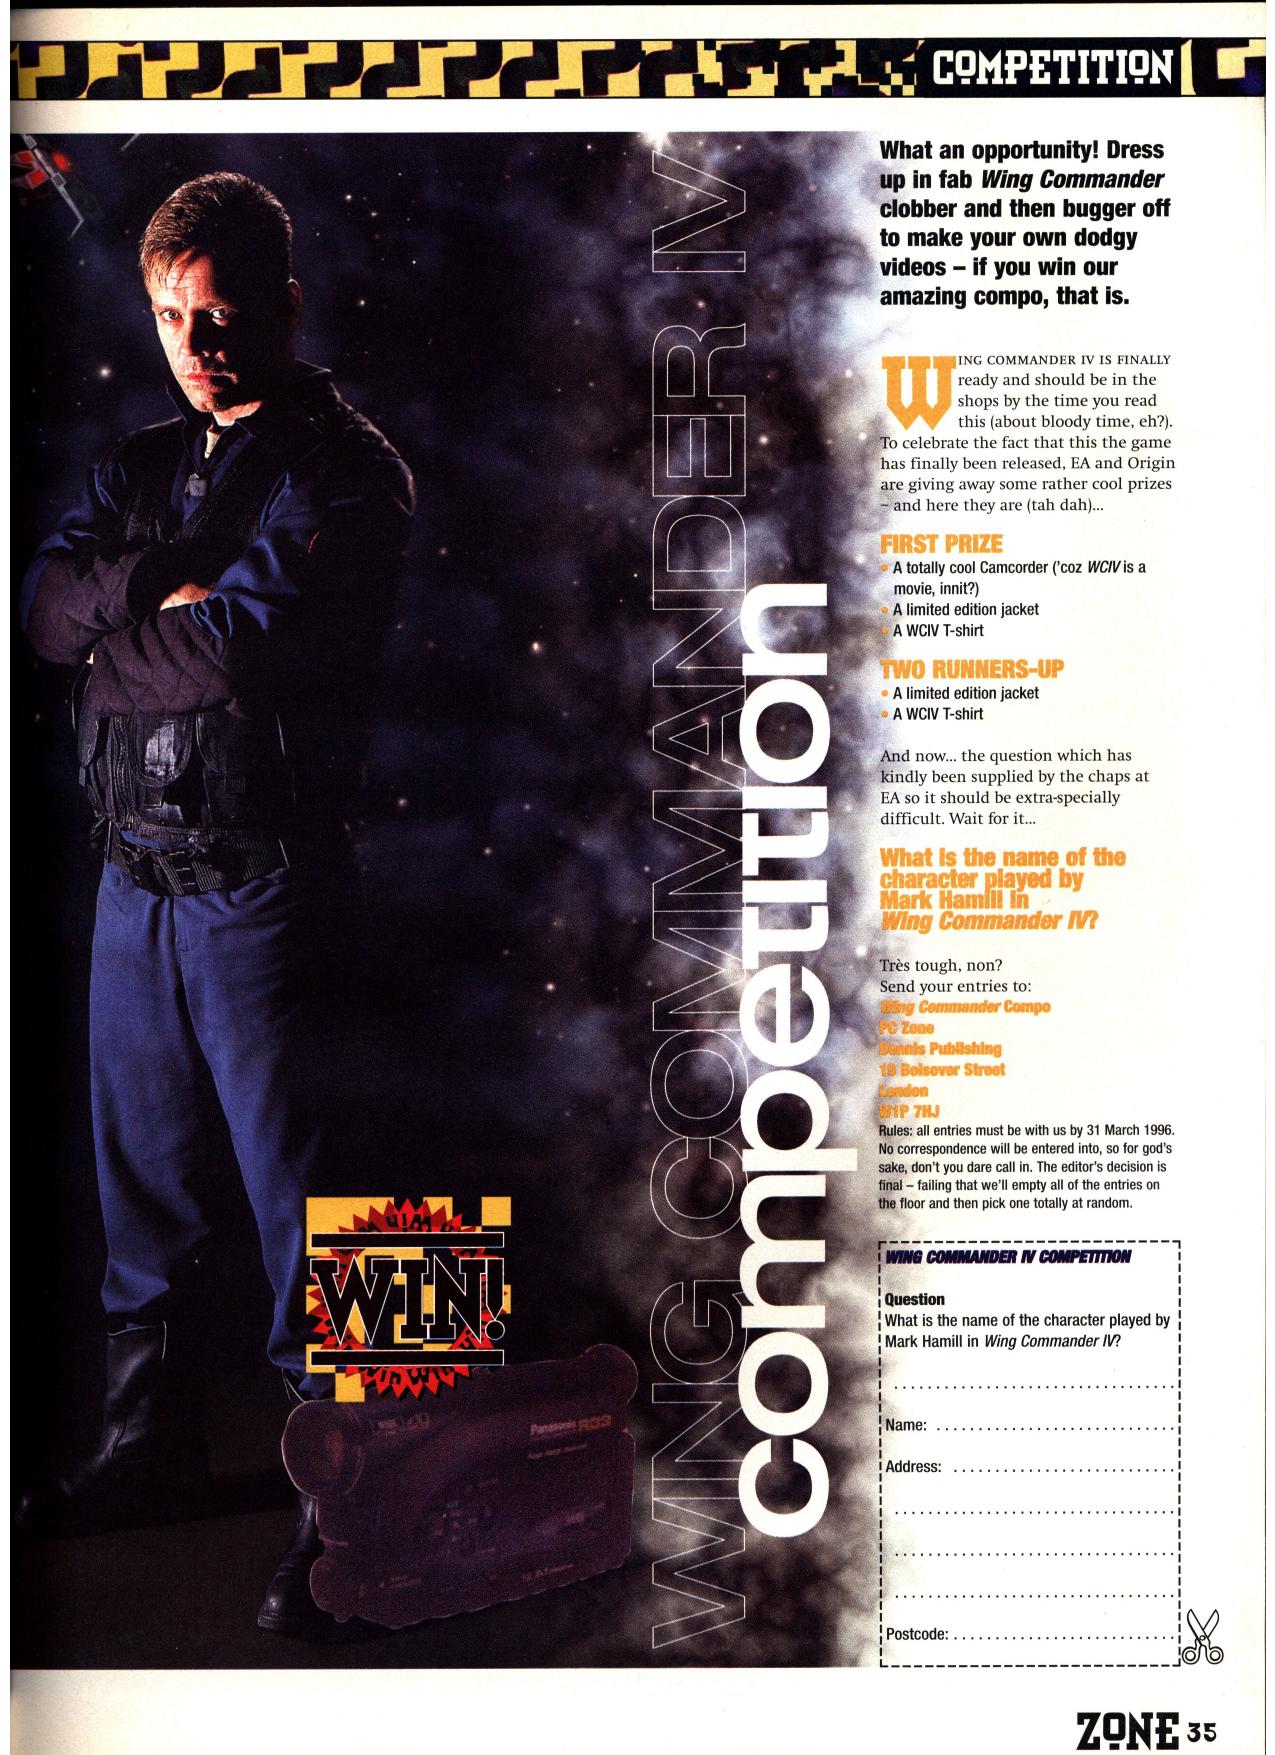 COMPETITION
What an opportunity! Dress
up in fab Wing Commander
clobber and then bugger off
to make your own dodgy
videos – if you win our
amazing compo, that is.
WING COMMANDER IV IS FINALLY
ready and should be in the
shops by the time you read
this (about bloody time, eh?).
To celebrate the fact that this the game
has finally been released, EA and Origin
are giving away some rather cool prizes
– and here they are (tah dah)...
FIRST PRIZE
• A totally cool Camcorder ('coz WCIV is a
movie, innit?)
• A limited edition jacket
• A WCIV T-shirt
TWO RUNNERS-UP
• A limited edition jacket
• A WCIV T-shirt
And now... the question which has
kindly been supplied by the chaps at
EA so it should be extra-specially
difficult. Wait for it...
What is the name of the
character played by
Mark Hamill in
Wing Commander IV?
Très tough, non?
Send your entries to:
Wing Commander Compo
PC Zone
Dennis Publishing
19 Bolsover Street
London
W1P 7HJ
Rules: all entries must be with us by 31 March 1996.
No correspondence will be entered into, so for god's
sake, don't you dare call in. The editor's decision is
final – failing that we'll empty all of the entries on
the floor and then pick one totally at random.
WING COMMANDER IV COMPETITION
Question
What is the name of the character played by
Mark Hamill in Wing Commander IV?
Name:
Address:
Postcode:
WING COMMANDER IV
competition
WIN!
Panasonic R33
ZONE 35